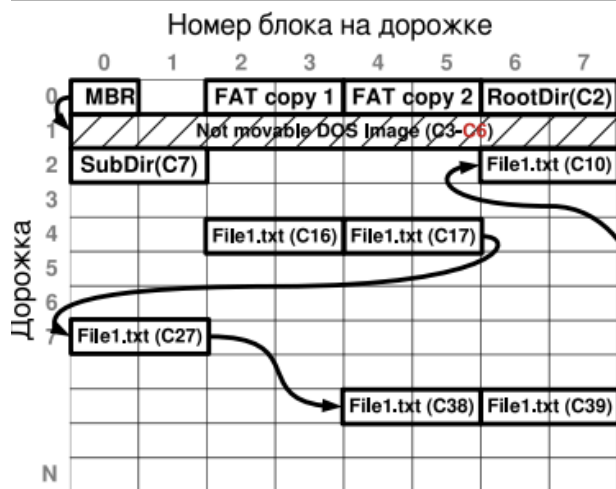 Номер блока на дорожке
0 1 2 3 4 5 6 7
0 MBR FAT copy 1 FAT copy 2 RootDir(C2)
1 Not movable DOS Image (C3-C6)
2 SubDir(C7) File1.txt (C10)
3
4 File1.txt (C16) File1.txt (C17)
5
6
7 File1.txt (C27)
File1.txt (C38) File1.txt (C39)
N
Дорожка